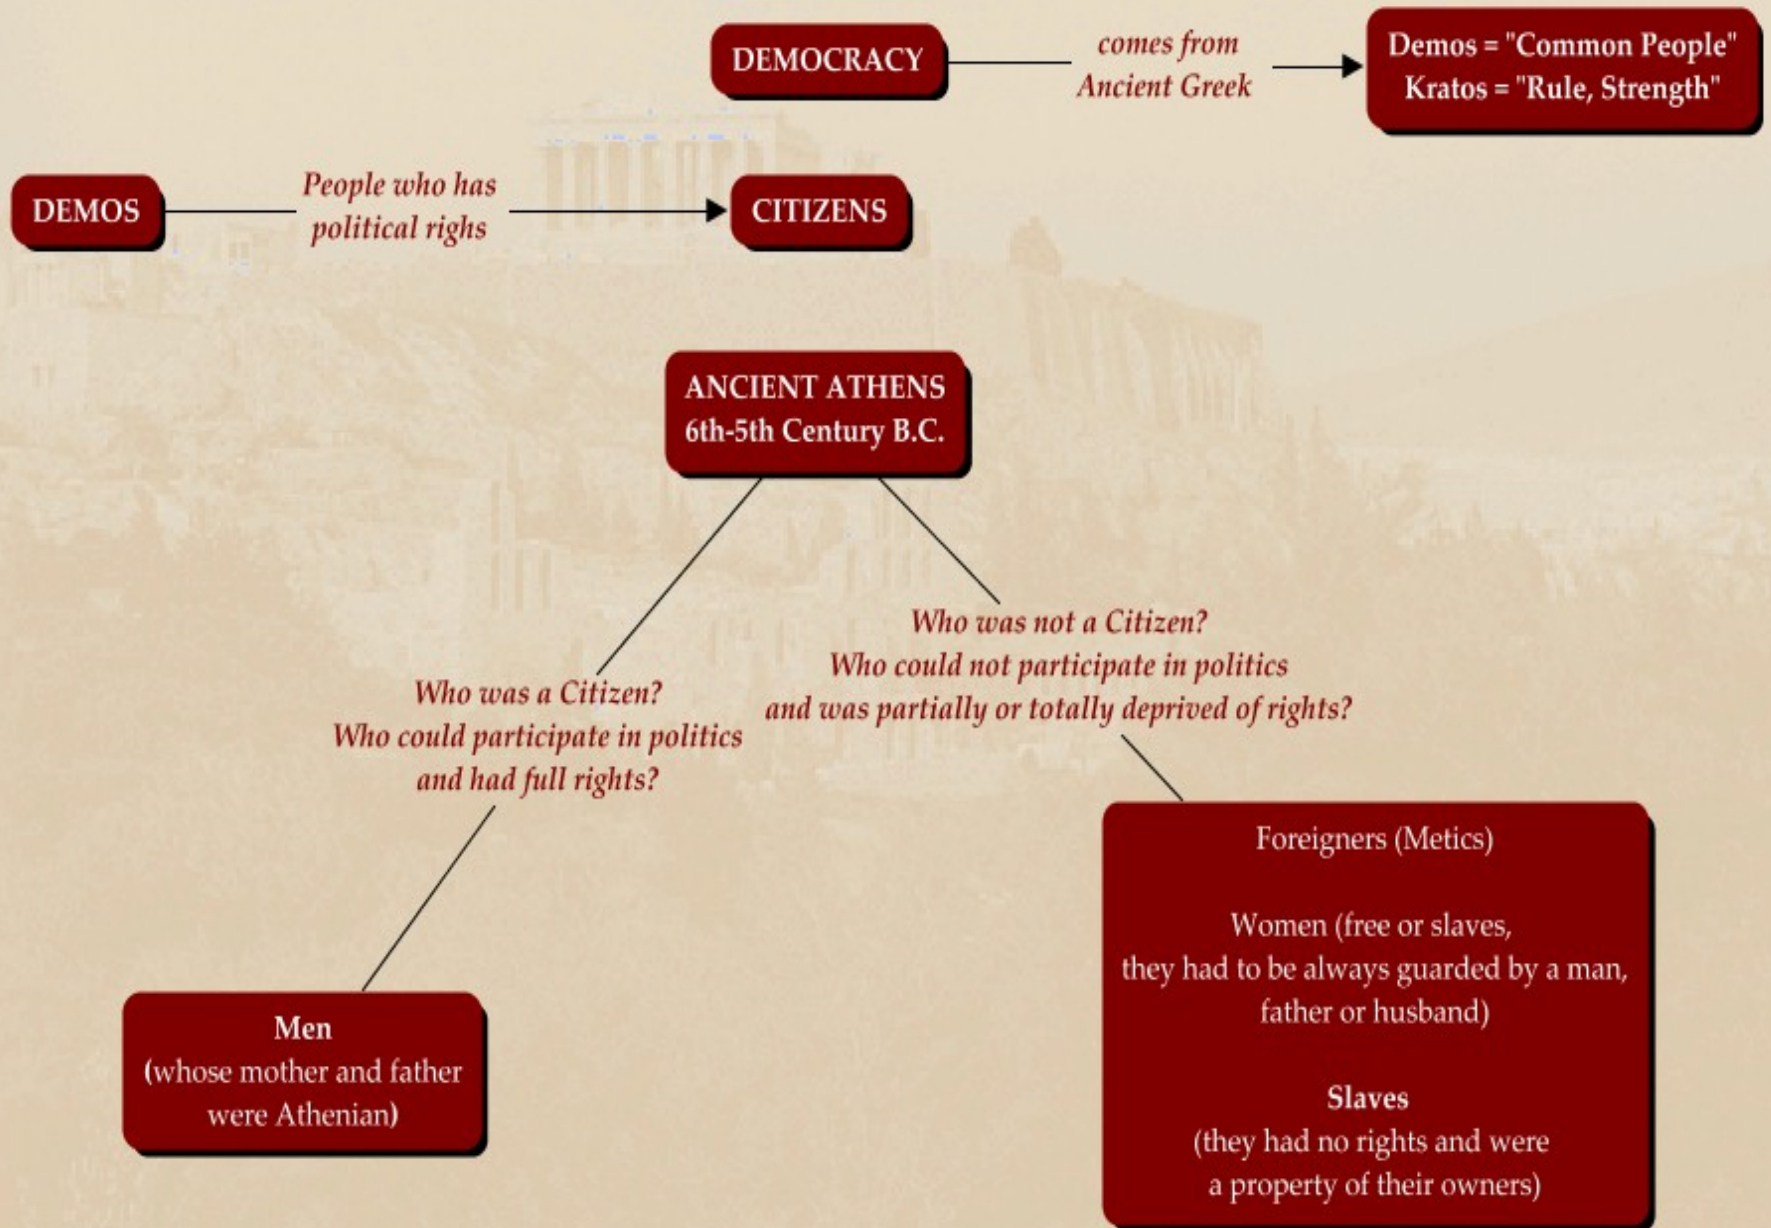 DEMOCRACY
comes from
Ancient Greek
Demos = "Common People"
Kratos = "Rule, Strength"
DEMOS
People who has
political righs
CITIZENS
ANCIENT ATHENS
6th-5th Century B.C.
Who was a Citizen?
Who could participate in politics
and had full rights?
Men
(whose mother and father
were Athenian)
Who was not a Citizen?
Who could not participate in politics
and was partially or totally deprived of rights?
Foreigners (Metics)
Women (free or slaves,
they had to be always guarded by a man,
father or husband)
Slaves
(they had no rights and were
a property of their owners)